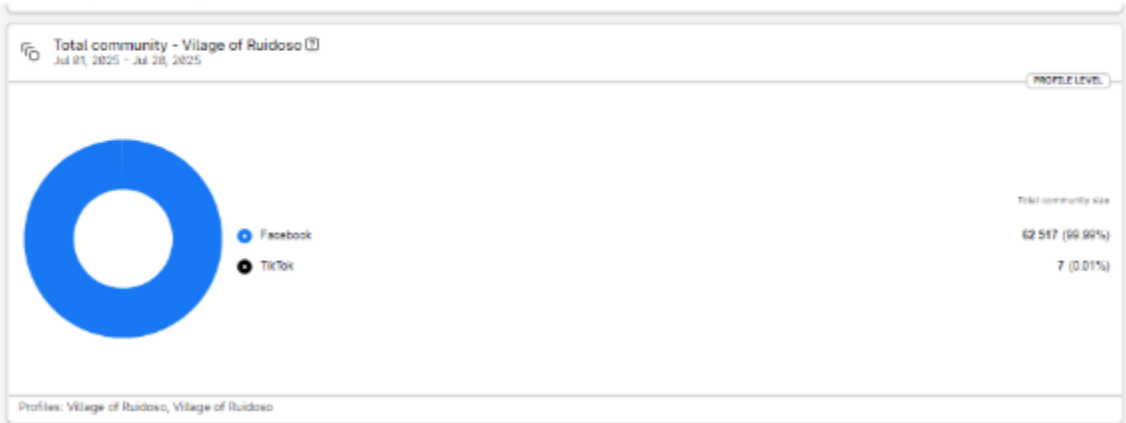 Total community - Vilage of Ruidoso
Jul 01, 2025 - Jul 28, 2025
PROFILE LEVEL
Total community size
Facebook 62 517 (99.99%)
TikTok 7 (0.01%)
Profiles: Village of Ruidoso, Village of Ruidoso